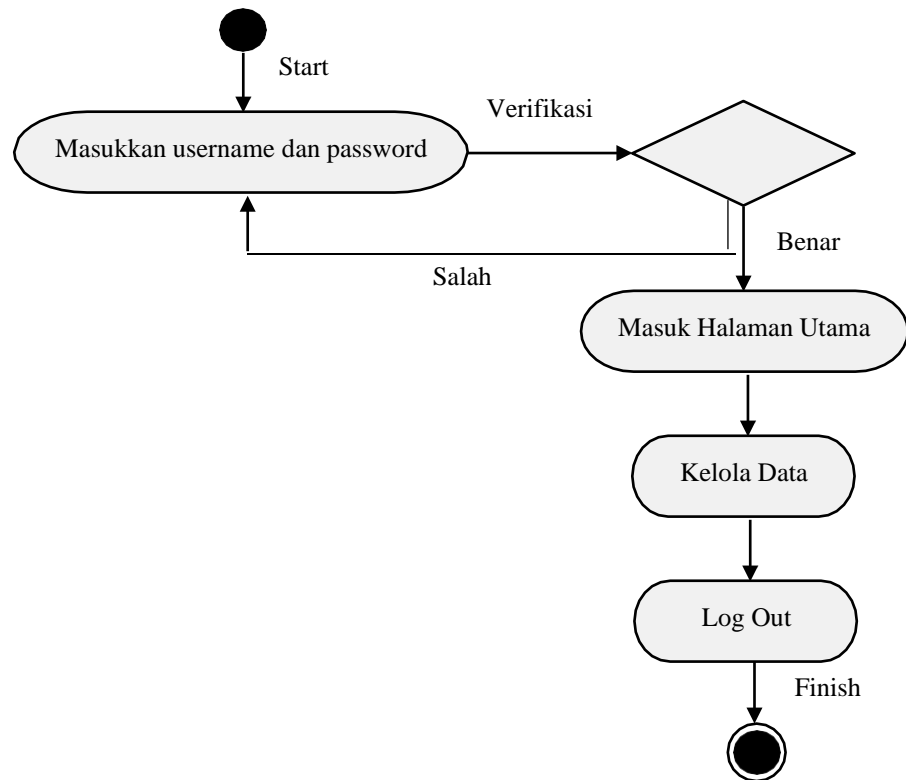 Start
Masukkan username dan password
Verifikasi
Salah
Benar
Masuk Halaman Utama
Kelola Data
Log Out
Finish